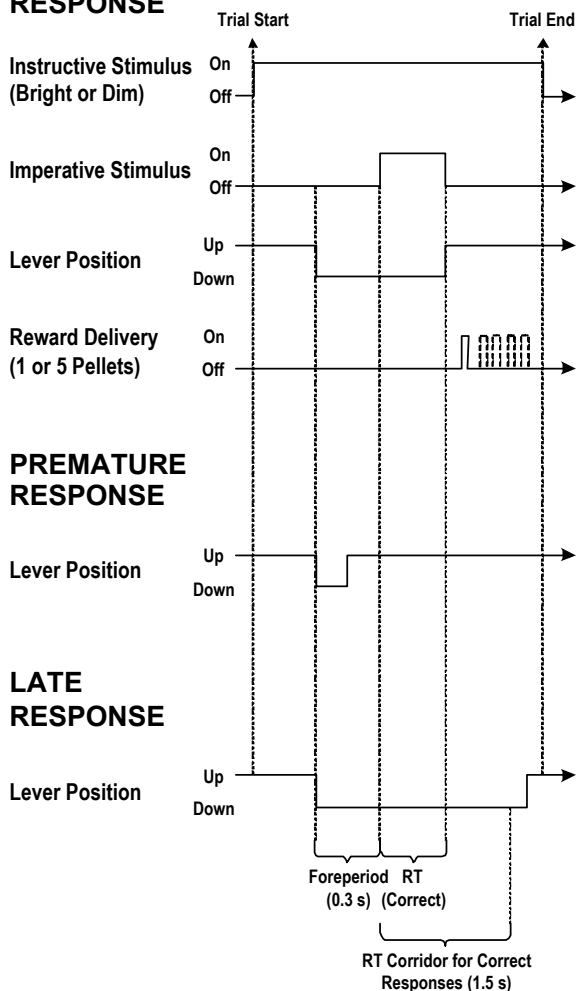 RESPONSE
Trial Start
Trial End
Instructive Stimulus
(Bright or Dim)
On
Off
Imperative Stimulus
On
Off
Lever Position
Up
Down
Reward Delivery
(1 or 5 Pellets)
On
Off
PREMATURE
RESPONSE
Lever Position
Up
Down
LATE
RESPONSE
Lever Position
Up
Down
Foreperiod
(0.3 s)
RT
(Correct)
RT Corridor for Correct
Responses (1.5 s)